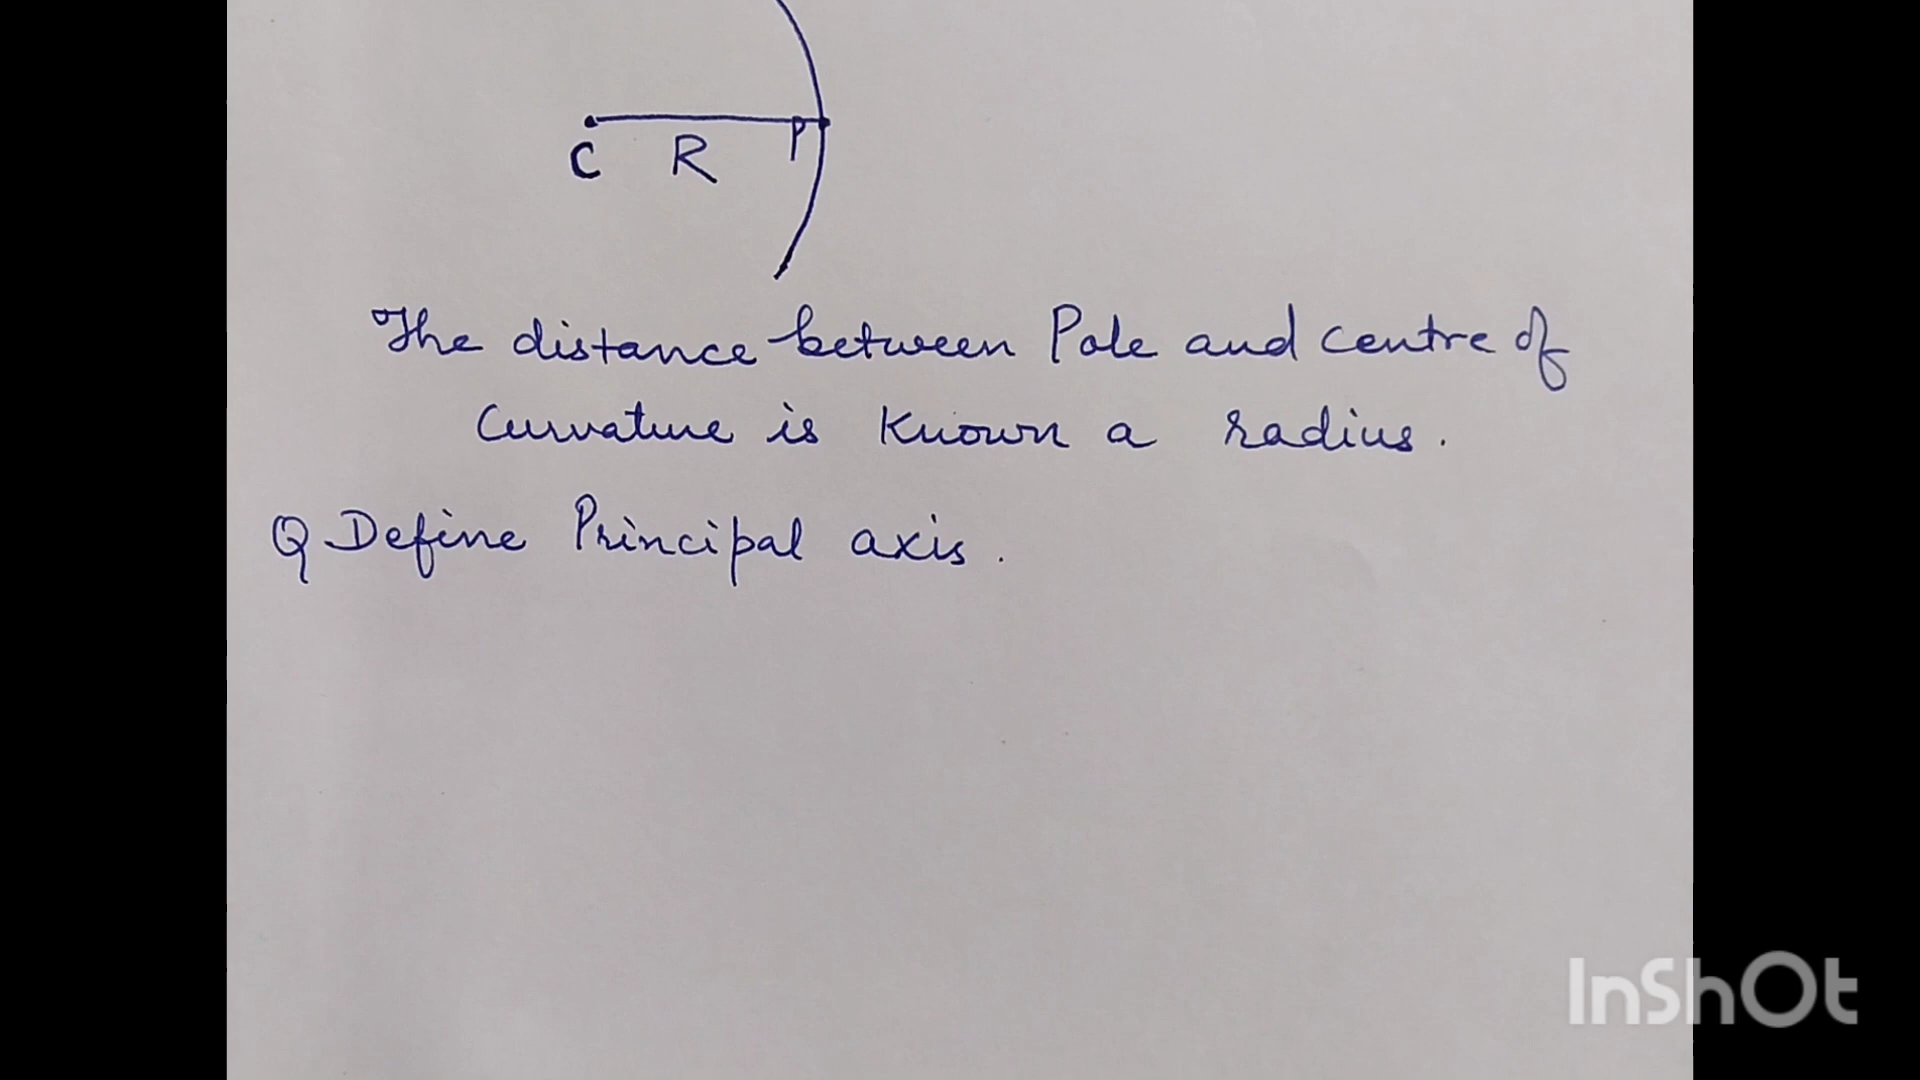 C R P
The distance between Pole and centre of
Curvature is known a radius.
Q Define Principal axis.
InShOt